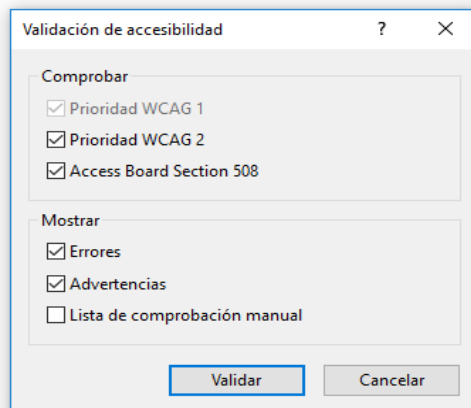 Validación de accesibilidad ?
Comprobar
Prioridad WCAG 1
Prioridad WCAG 2
Access Board Section 508
Mostrar
Errores
Advertencias
Lista de comprobación manual
Validar Cancelar